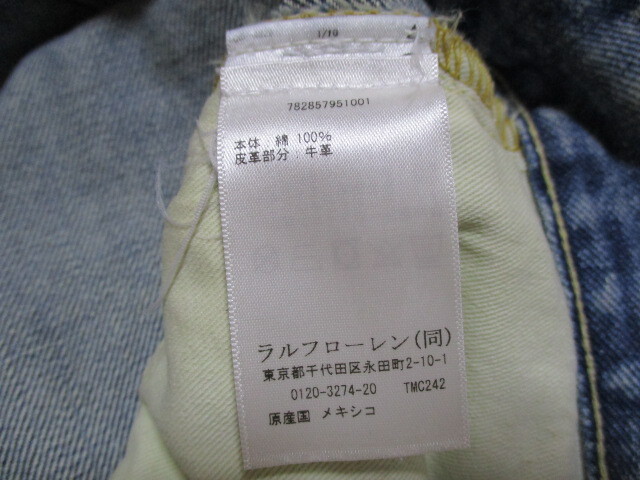 1/19
782857951001
本体 綿 100%
皮革部分 : 牛革
ラルフローレン(同)
東京都千代田区永田町2-10-1
0120-3274-20 TMC242
原産国 メキシコ